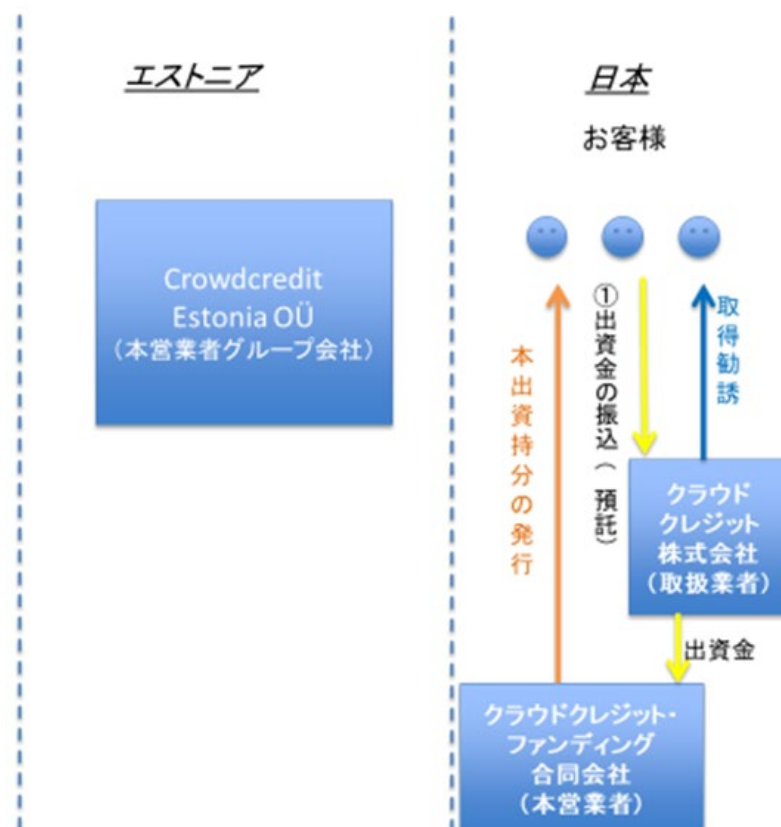 エストニア
日本
お客様
Crowdcredit
Estonia OÜ
（本営業者グループ会社）
本出資持分の発行
①出資金の振込（預託）
取得勧誘
クラウド
クレジット
株式会社
（取扱業者）
出資金
クラウドクレジット・
ファンディング
合同会社
（本営業者）